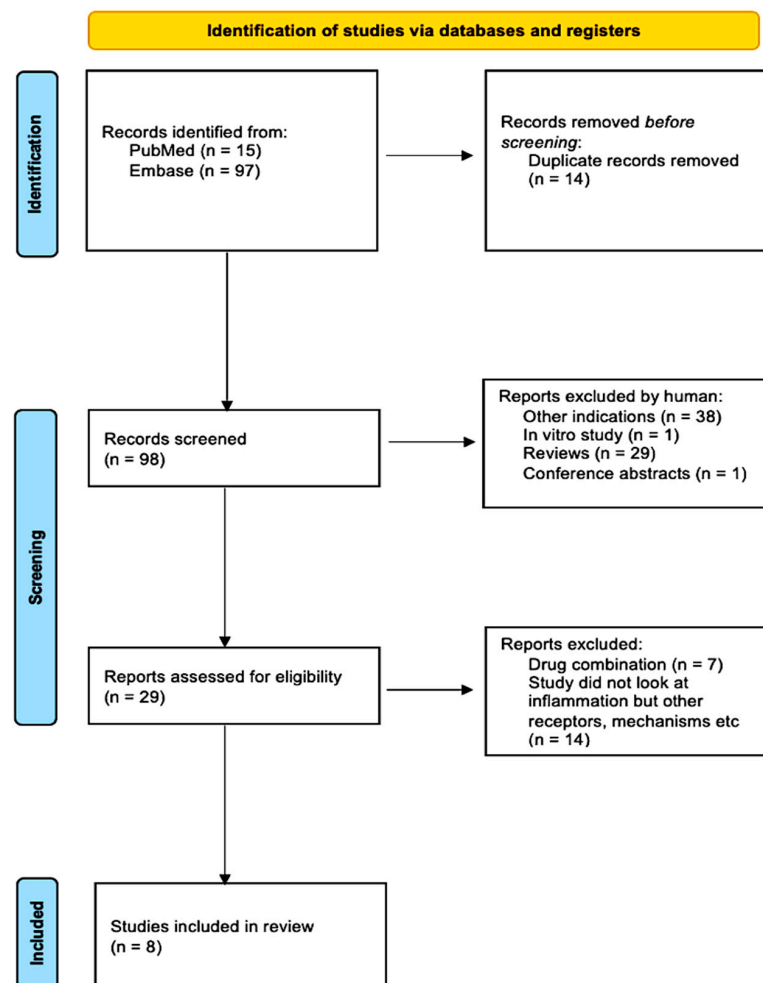 Identification of studies via databases and registers
Identification
Records identified from:
PubMed (n = 15)
Embase (n = 97)
Records removed before
screening:
Duplicate records removed
(n = 14)
Screening
Records screened
(n = 98)
Reports excluded by human:
Other indications (n = 38)
In vitro study (n = 1)
Reviews (n = 29)
Conference abstracts (n = 1)
Reports assessed for eligibility
(n = 29)
Reports excluded:
Drug combination (n = 7)
Study did not look at
inflammation but other
receptors, mechanisms etc
(n = 14)
Included
Studies included in review
(n = 8)